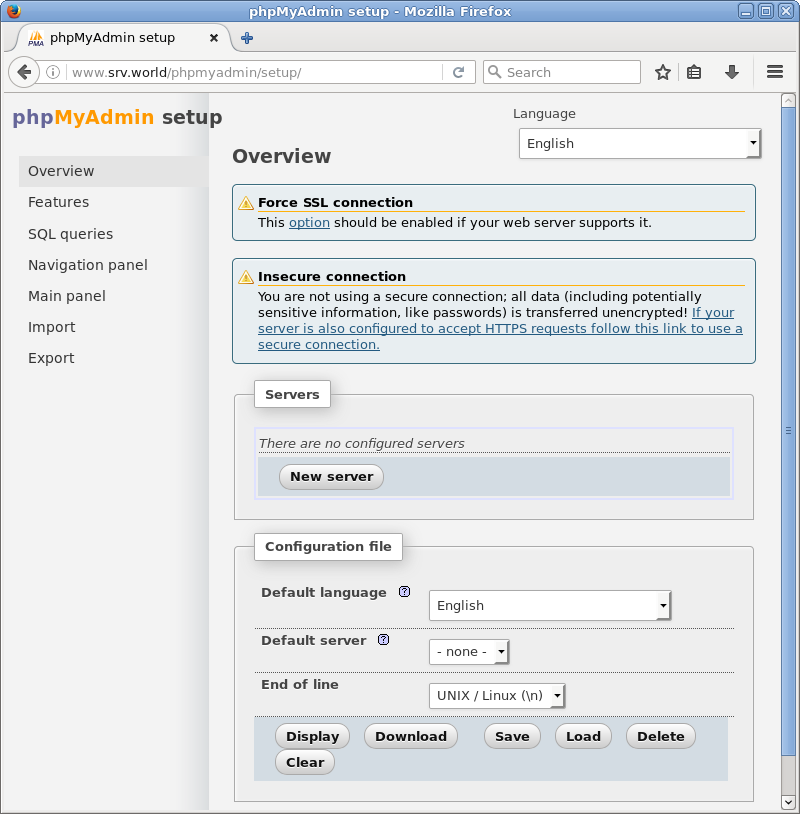 phpMyAdmin setup - Mozilla Firefox
PMA
phpMyAdmin setup
www.srv.world/phpmyadmin/setup/
Search
phpMyAdmin setup
Language
English
Overview
Features
SQL queries
Navigation panel
Main panel
Import
Export
Overview
Force SSL connection
This option should be enabled if your web server supports it.
Insecure connection
You are not using a secure connection; all data (including potentially
sensitive information, like passwords) is transferred unencrypted! If your
server is also configured to accept HTTPS requests follow this link to use a
secure connection.
Servers
There are no configured servers
New server
Configuration file
Default language ?
English
Default server ?
- none -
End of line
UNIX / Linux (\n)
Display Download Save Load Delete
Clear